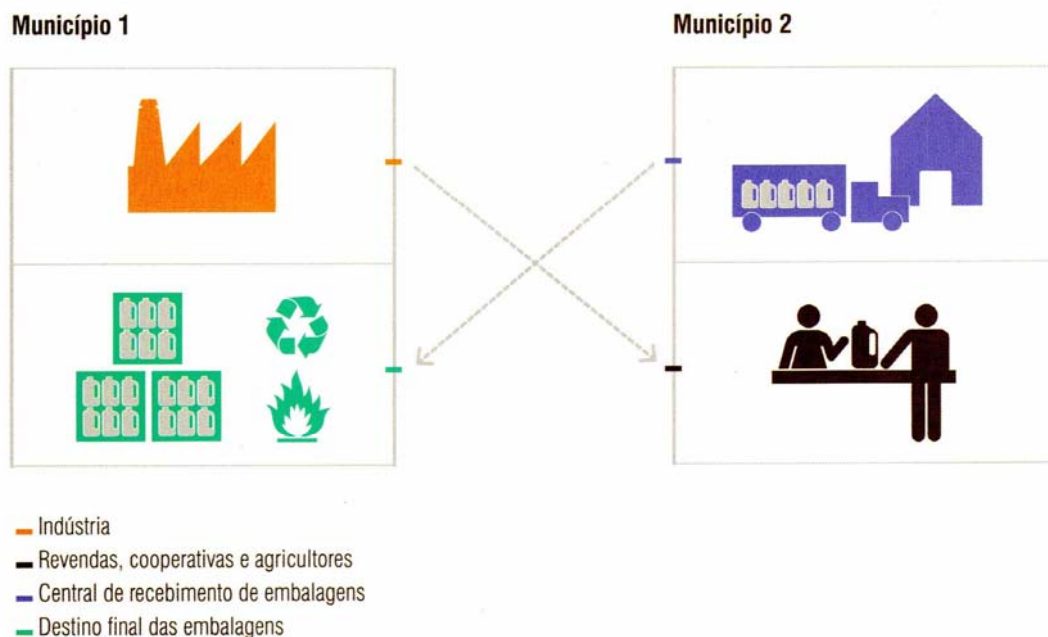 Município 1
Município 2
Indústria
Revendas, cooperativas e agricultores
Central de recebimento de embalagens
Destino final das embalagens